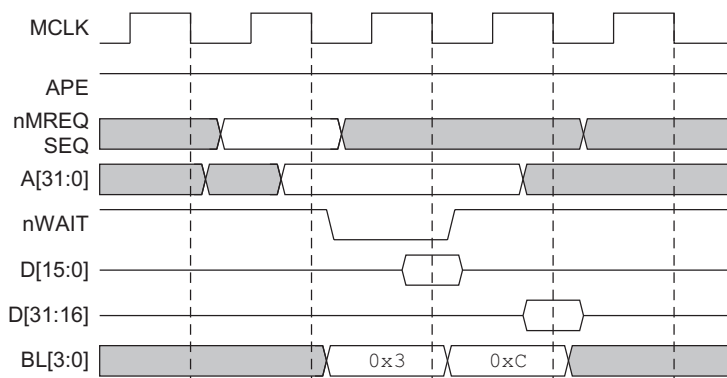 MCLK
APE
nMREQ
SEQ
A[31:0]
nWAIT
D[15:0]
D[31:16]
BL[3:0] 0x3 0xC